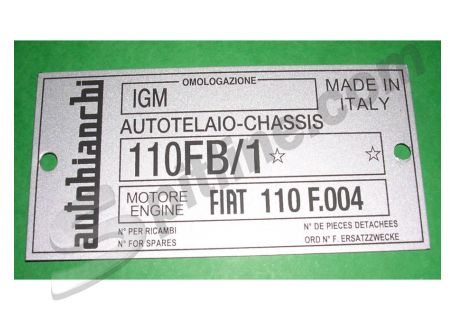 autobianchi
OMOLOGAZIONE
IGM
MADE IN
ITALY
AUTOTELAIO-CHASSIS
110FB/1 ☆ ☆
MOTORE
ENGINE FIAT 110 F.004
N° PER RICAMBI
N° FOR SPARES
N° DE PIECES DETACHEES
ORD N° F. ERSATZZWECKE